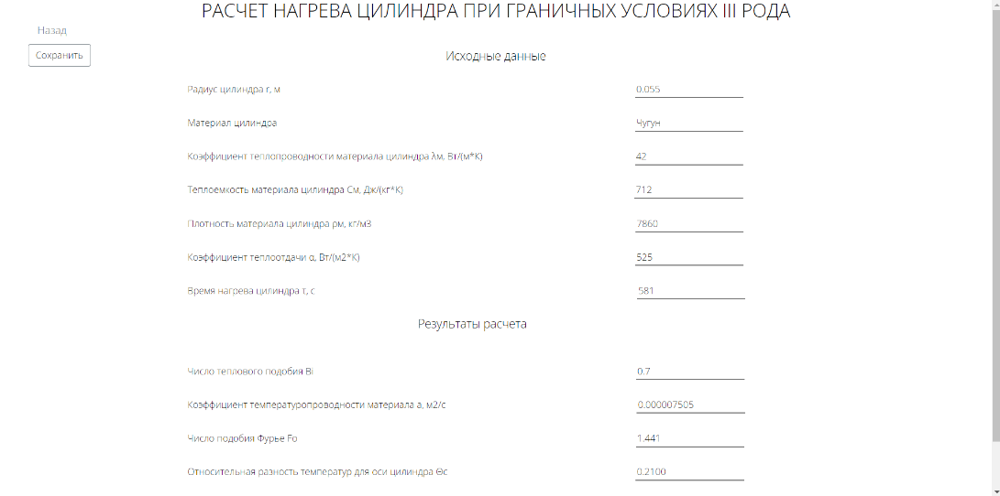 РАСЧЕТ НАГРЕВА ЦИЛИНДРА ПРИ ГРАНИЧНЫХ УСЛОВИЯХ III РОДА
Назад
Сохранить
Исходные данные
Радиус цилиндра r, м 0.055
Материал цилиндра Чугун
Коэффициент теплопроводности материала цилиндра λм, Вт/(м*К) 42
Теплоемкость материала цилиндра См, Дж/(кг*К) 712
Плотность материала цилиндра ρм, кг/м3 7860
Коэффициент теплоотдачи α, Вт/(м2*К) 525
Время нагрева цилиндра τ, с 581
Результаты расчета
Число теплового подобия Bi 0.7
Коэффициент температуропроводности материала а, м2/с 0.000007505
Число подобия Фурье Fo 1.441
Относительная разность температур для оси цилиндра Θс 0.2100